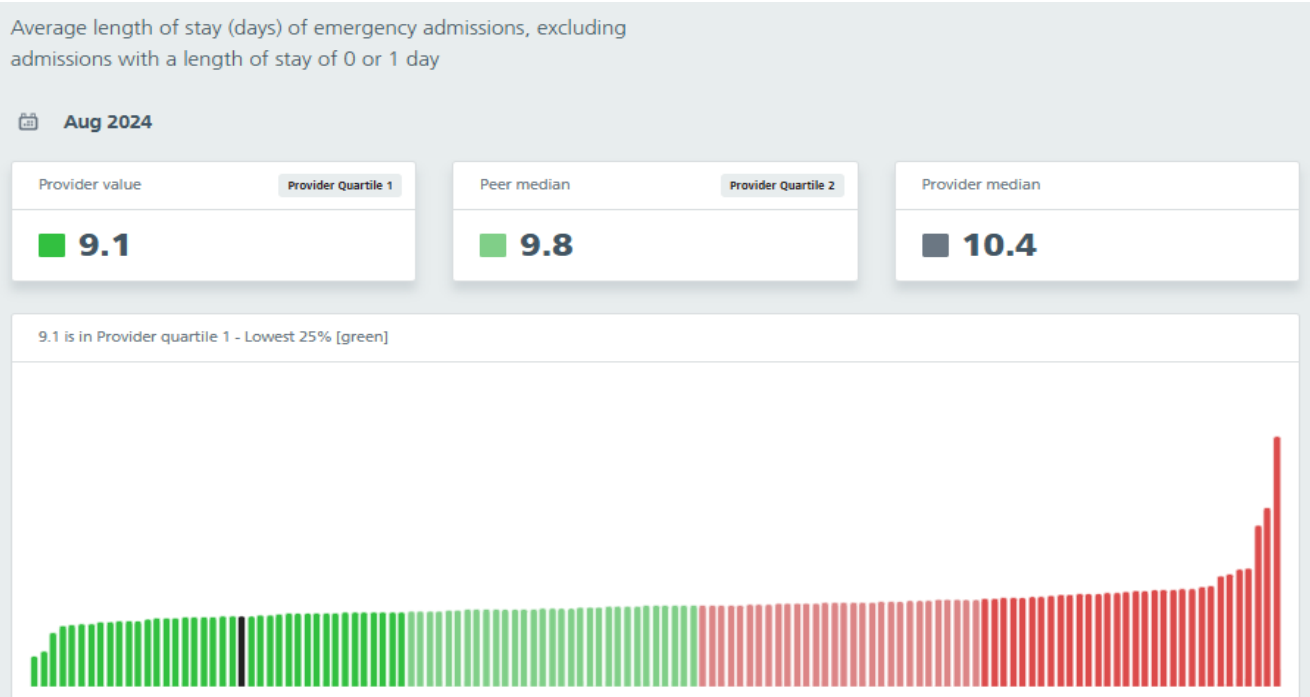 Average length of stay (days) of emergency admissions, excluding
admissions with a length of stay of 0 or 1 day
Aug 2024
Provider value
Provider Quartile 1
9.1
Peer median
Provider Quartile 2
9.8
Provider median
10.4
9.1 is in Provider quartile 1 - Lowest 25% [green]